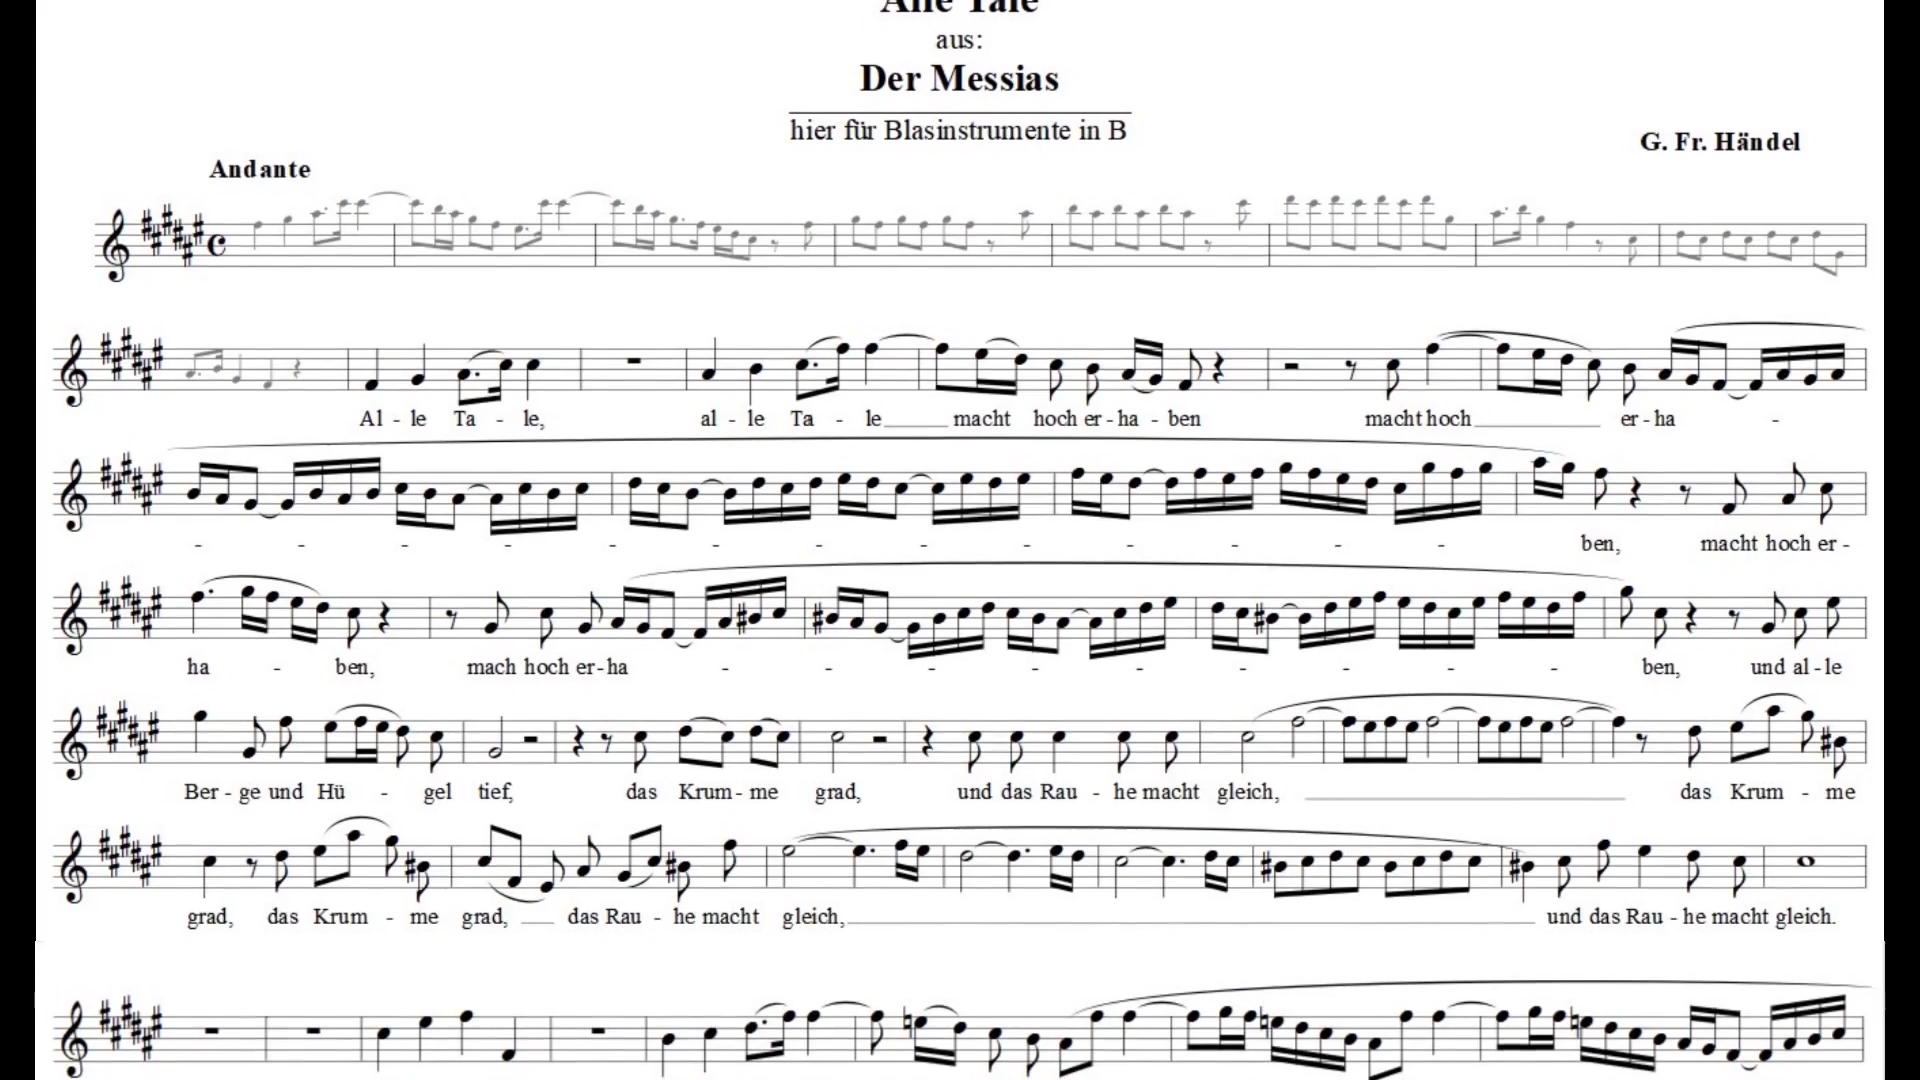 Alle Tale
aus:
Der Messias
hier für Blasinstrumente in B
G. Fr. Händel
Andante
Al - le Ta - le, al - le Ta - le macht hoch er - ha - ben macht hoch er - ha -
- - - - - - - - - - - - - ben, macht hoch er -
ha - ben, mach hoch er - ha - - - - - - - - - ben, und al - le
Ber - ge und Hü - gel tief, das Krum - me grad, und das Rau - he macht gleich, das Krum - me
grad, das Krum - me grad, das Rau - he macht gleich, und das Rau - he macht gleich.